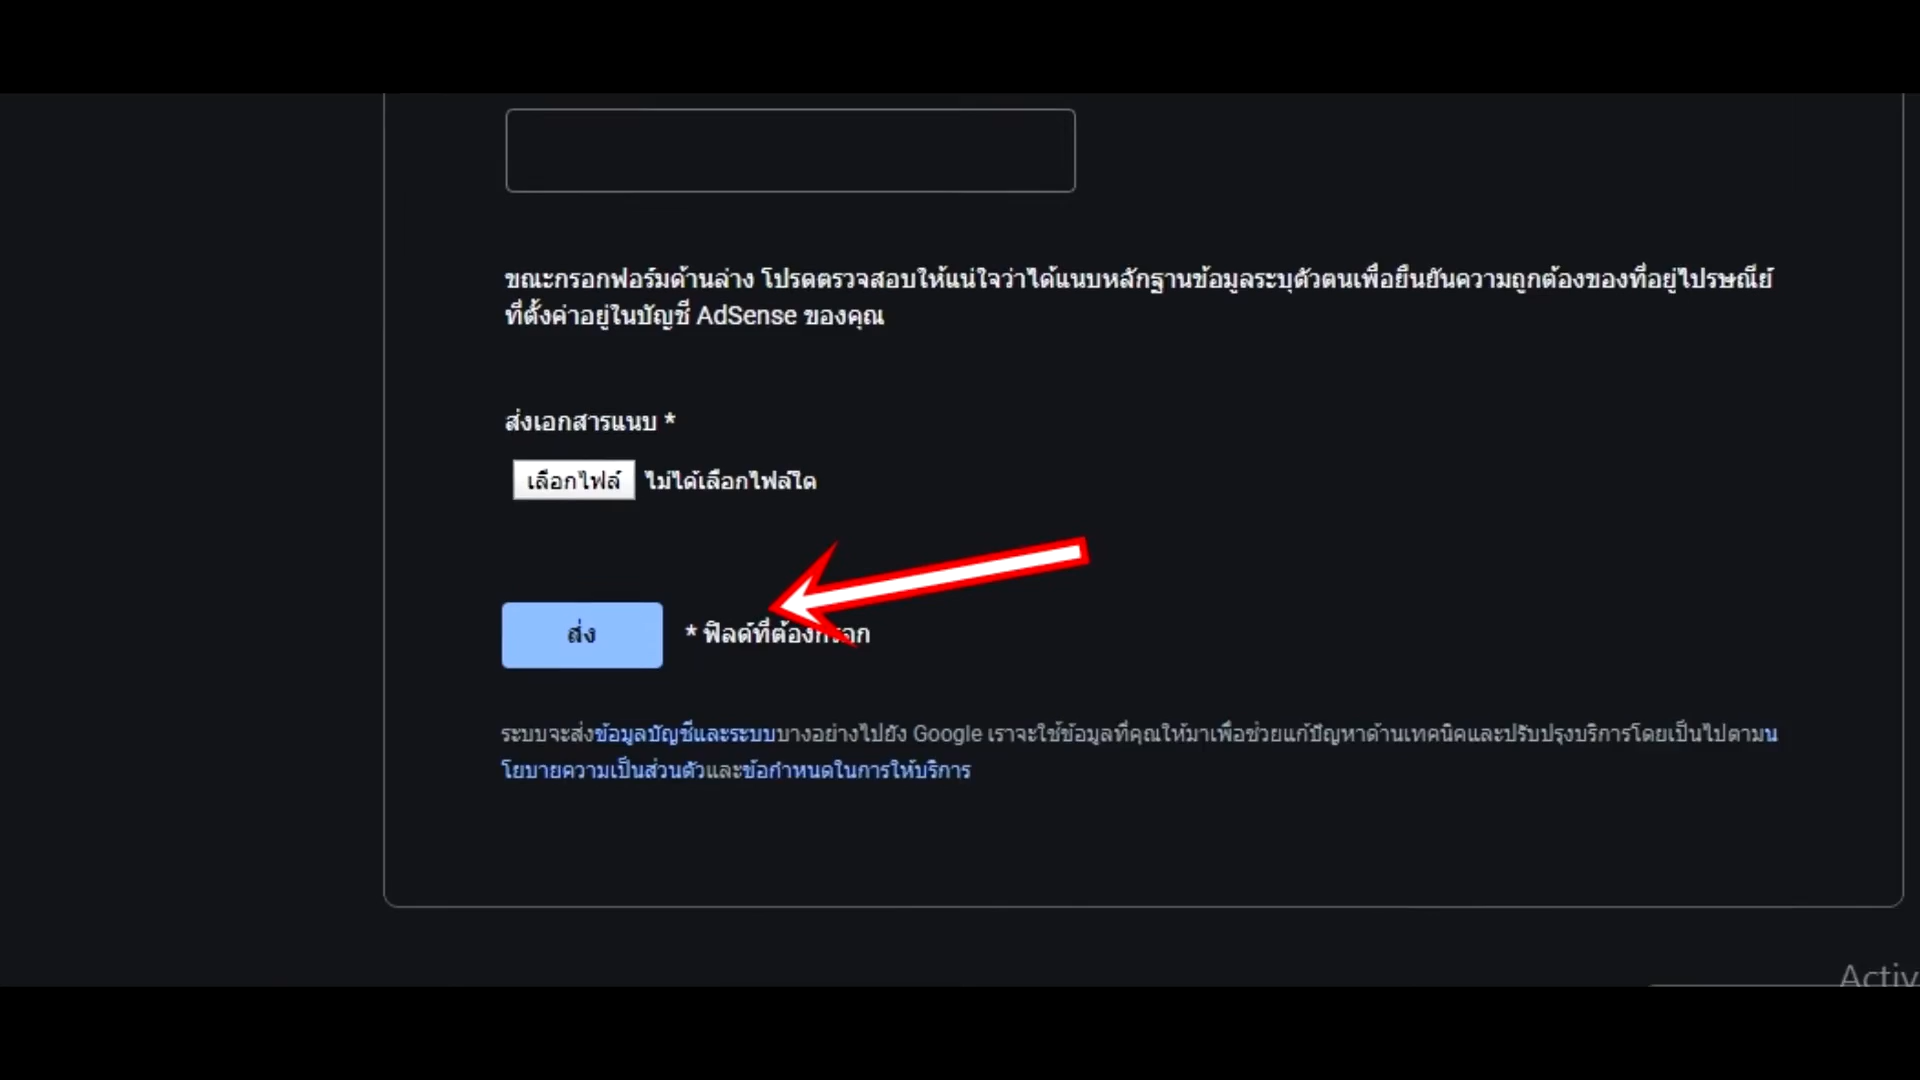 ขณะกรอกฟอร์มด้านล่าง โปรดตรวจสอบให้แน่ใจว่าได้แนบหลักฐานข้อมูลระบุตัวตนเพื่อยืนยันความถูกต้องของที่อยู่ไปรษณีย์
ที่ตั้งค่าอยู่ในบัญชี AdSense ของคุณ
ส่งเอกสารแนบ *
เลือกไฟล์ ไม่ได้เลือกไฟล์ใด
ส่ง * ฟิลด์ที่ต้องกรอก
ระบบจะส่งข้อมูลบัญชีและระบบบางอย่างไปยัง Google เราจะใช้ข้อมูลที่คุณให้มาเพื่อช่วยแก้ปัญหาด้านเทคนิคและปรับปรุงบริการโดยเป็นไปตามน
โยบายความเป็นส่วนตัวและข้อกำหนดในการให้บริการ
Activ